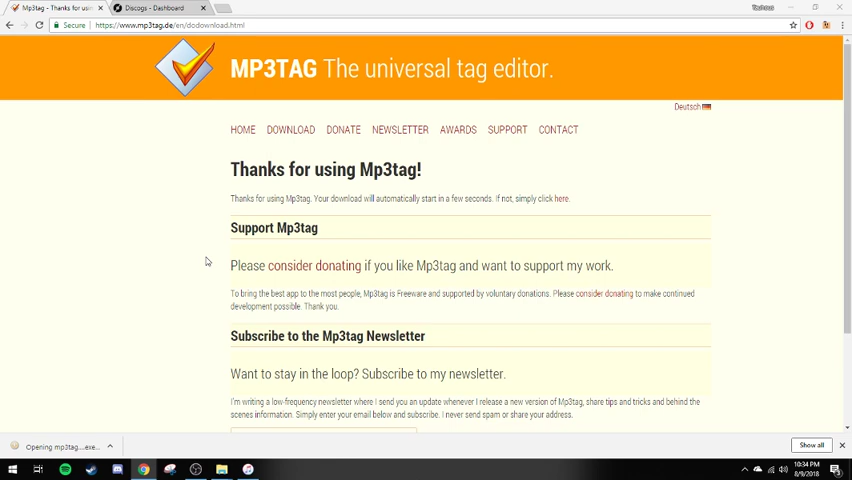 Mp3tag - Thanks for usin
Discogs - Dashboard
Secure
https://www.mp3tag.de/en/dodownload.html
MP3TAG The universal tag editor.
Deutsch
HOME DOWNLOAD DONATE NEWSLETTER AWARDS SUPPORT CONTACT
Thanks for using Mp3tag!
Thanks for using Mp3tag. Your download will automatically start in a few seconds. If not, simply click here.
Support Mp3tag
Please consider donating if you like Mp3tag and want to support my work.
To bring the best app to the most people, Mp3tag is Freeware and supported by voluntary donations. Please consider donating to make continued
development possible. Thank you.
Subscribe to the Mp3tag Newsletter
Want to stay in the loop? Subscribe to my newsletter.
I'm writing a low-frequency newsletter where I send you an update whenever I release a new version of Mp3tag, share tips and tricks and behind the
scenes information. Simply enter your email below and subscribe. I never send spam or share your address.
Opening mp3tag....exe...
Show all
10:34 PM
8/9/2018